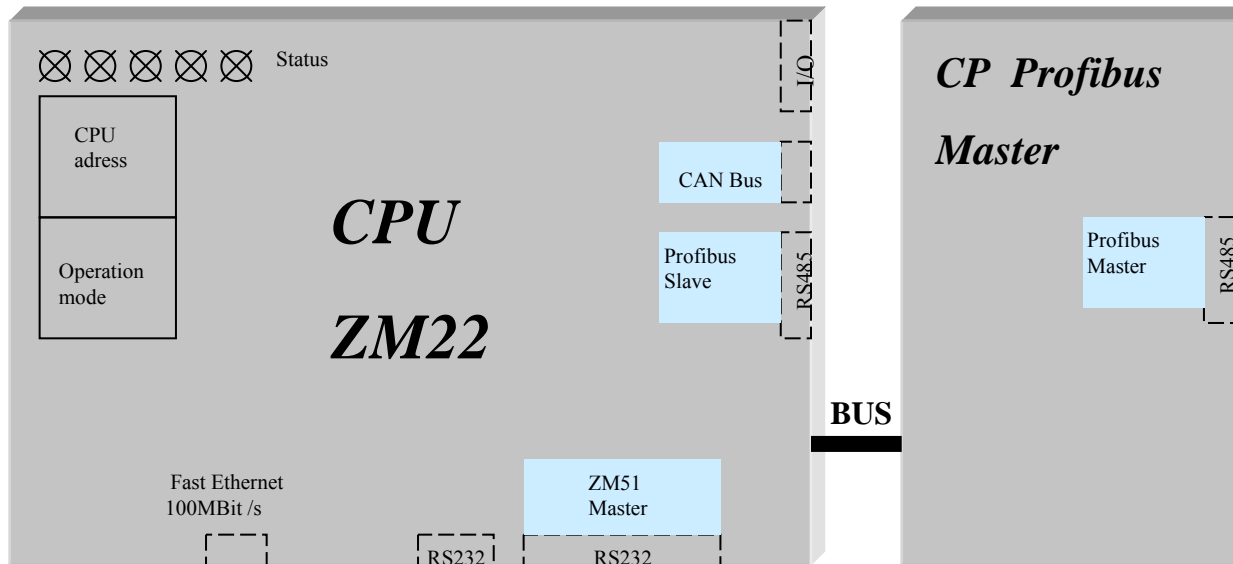 Status
I/O
CPU
adress
CAN Bus
CPU
ZM22
Operation
mode
Profibus
Slave
RS485
BUS
Fast Ethernet
100MBit /s
ZM51
Master
RS232
RS232
CP Profibus
Master
Profibus
Master
RS485